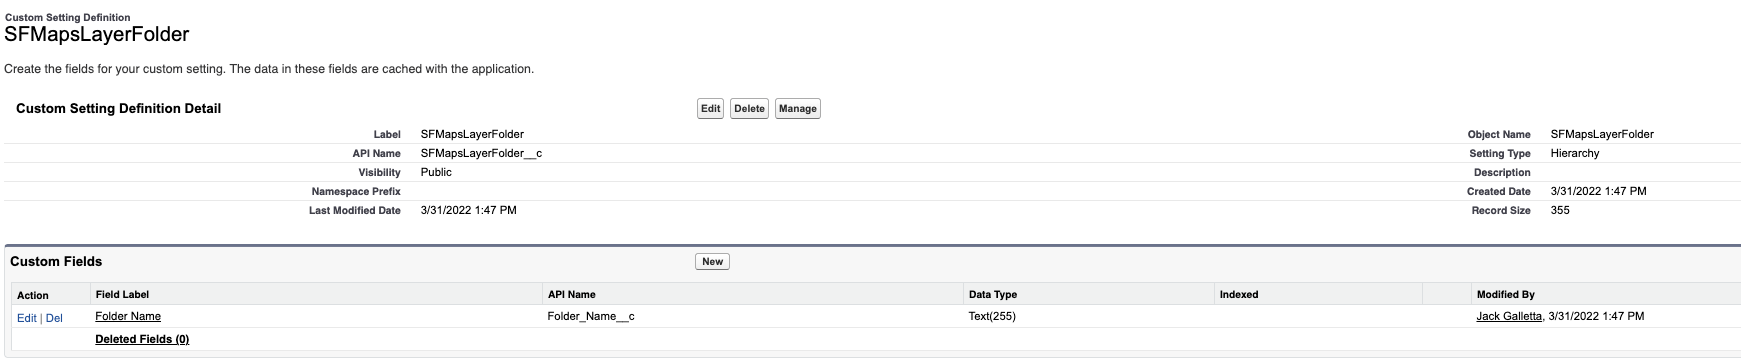 Custom Setting Definition
SFMapsLayerFolder
Create the fields for your custom setting. The data in these fields are cached with the application.
Custom Setting Definition Detail Edit Delete Manage
Label SFMapsLayerFolder Object Name SFMapsLayerFolder
API Name SFMapsLayerFolder__c Setting Type Hierarchy
Visibility Public Description
Namespace Prefix Created Date 3/31/2022 1:47 PM
Last Modified Date 3/31/2022 1:47 PM Record Size 355
Custom Fields New
Action Field Label API Name Data Type Indexed Modified By
Edit | Del Folder Name Folder_Name__c Text(255) Jack Galletta, 3/31/2022 1:47 PM
Deleted Fields (0)